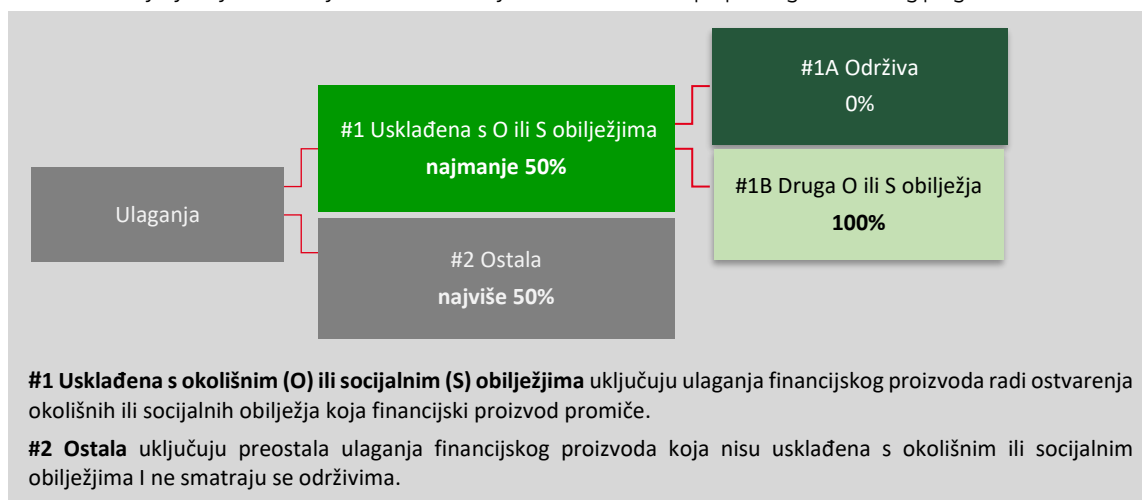 #1A Održiva
0%
#1 Usklađena s O ili S obilježjima
najmanje 50%
#1B Druga O ili S obilježja
100%
Ulaganja
#2 Ostala
najviše 50%
#1 Usklađena s okolišnim (O) ili socijalnim (S) obilježjima uključuju ulaganja financijskog proizvoda radi ostvarenja
okolišnih ili socijalnih obilježja koja financijski proizvod promiče.
#2 Ostala uključuju preostala ulaganja financijskog proizvoda koja nisu usklađena s okolišnim ili socijalnim
obilježjima I ne smatraju se održivima.